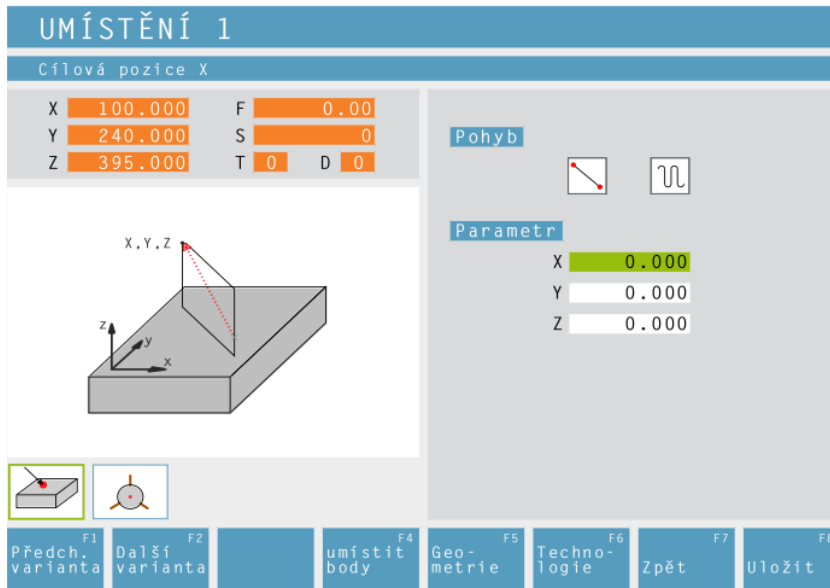 UMÍSTĚNÍ 1
Cílová pozice X
X 100.000 F 0.00
Y 240.000 S 0
Z 395.000 T 0 D 0
X,Y,Z
z
y
x
Pohyb
Parametr
X 0.000
Y 0.000
Z 0.000
F1
Předch.
varianta
F2
Další
varianta
F4
umístit
body
F5
Geo-
metrie
F6
Techno-
logie
F7
Zpět
F8
Uložit